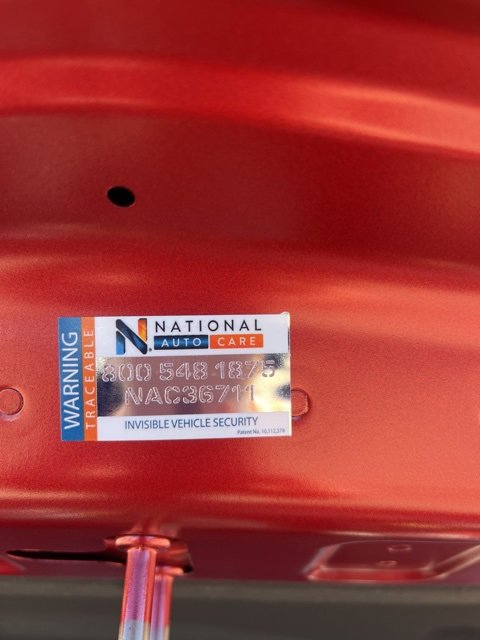 WARNING
TRACEABLE
N. NATIONAL
AUTO CARE
800 548 1875
NAC36711
INVISIBLE VEHICLE SECURITY
Patent No. 10,112,379